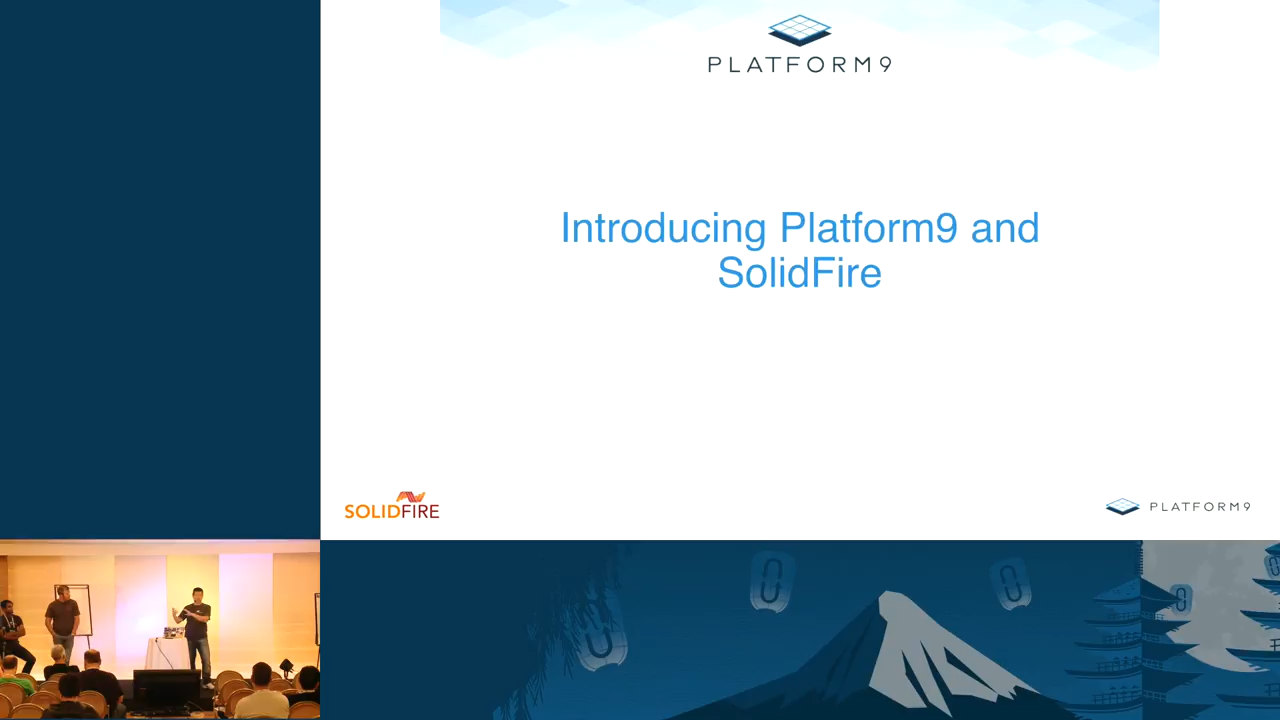 PLATFORM9
Introducing Platform9 and
SolidFire
SOLIDFIRE
PLATFORM9